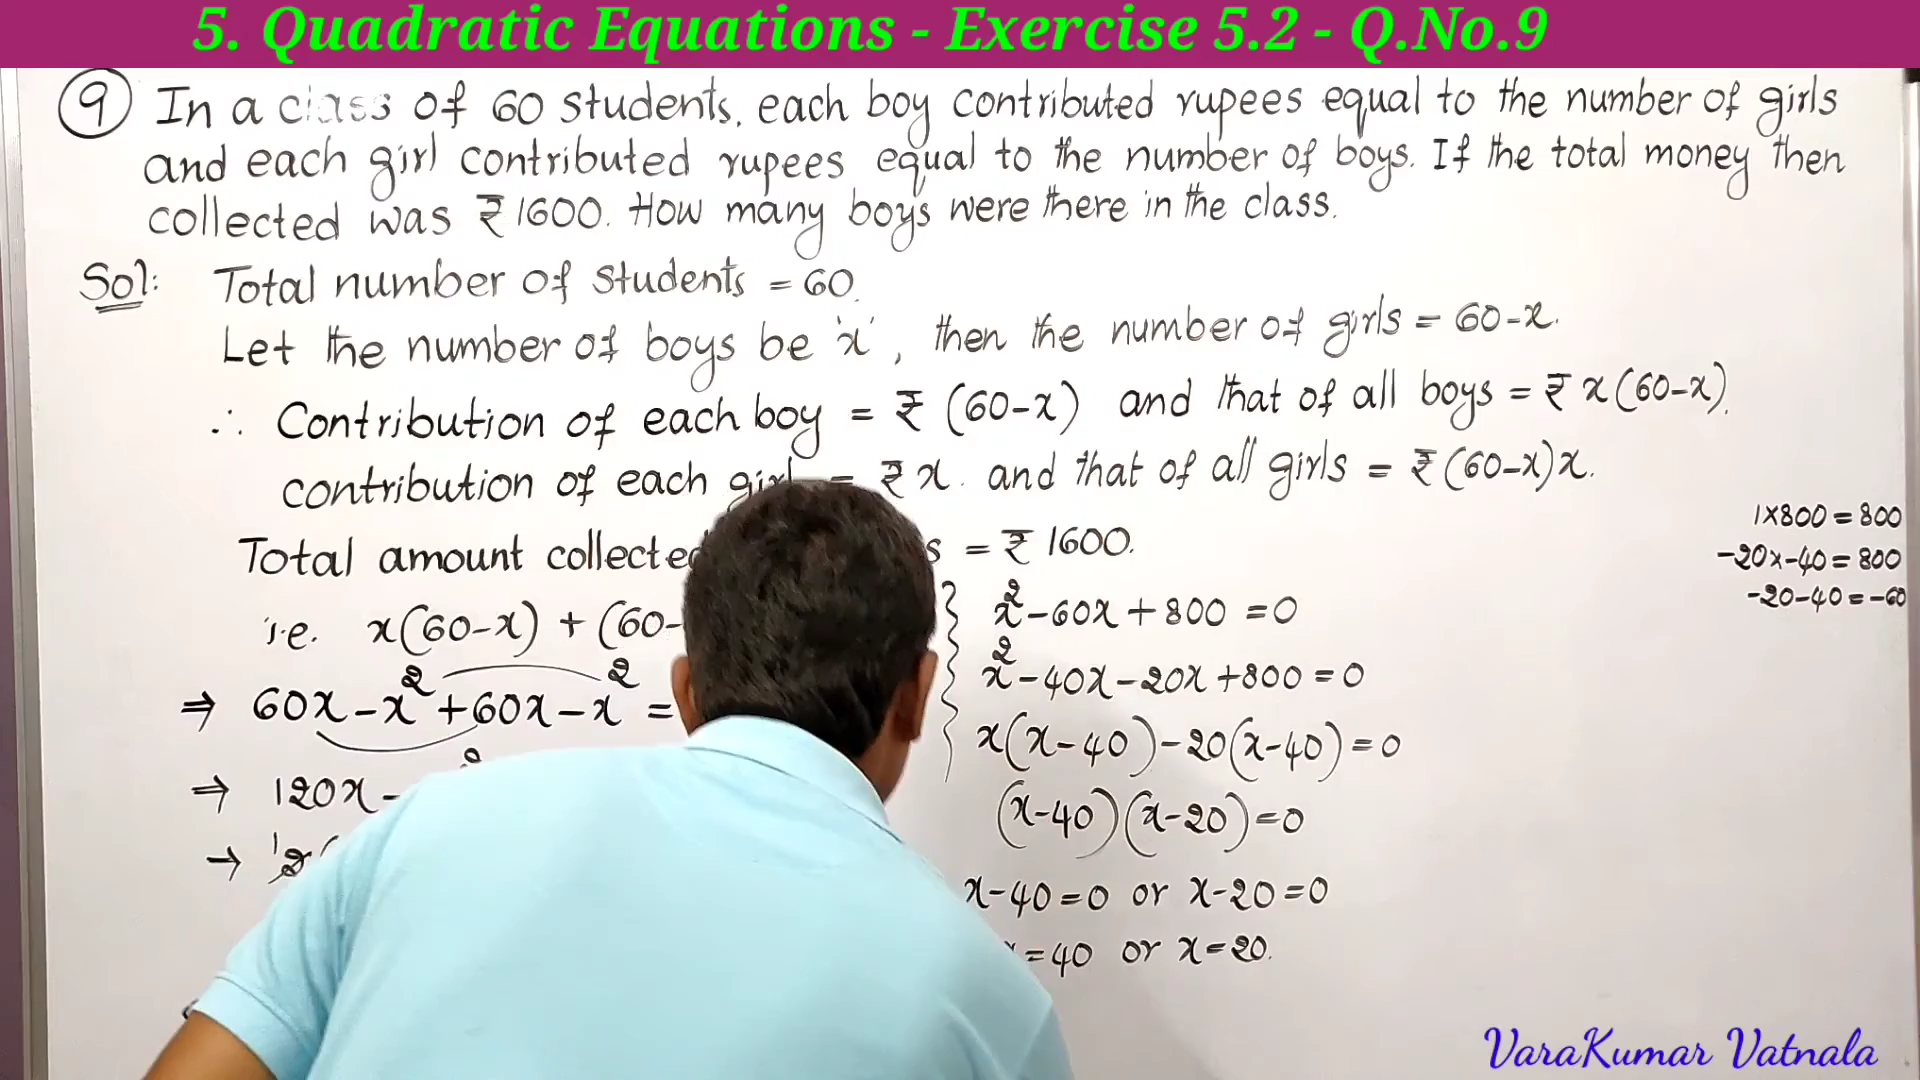 5. Quadratic Equations - Exercise 5.2 - Q.No.9
9 In a class of 60 students, each boy contributed rupees equal to the number of girls
and each girl contributed rupees equal to the number of boys. If the total money then
collected was ₹1600. How many boys were there in the class.
Sol: Total number of students = 60.
Let the number of boys be 'x', then the number of girls = 60-x.
∴ Contribution of each boy = ₹ (60-x) and that of all boys = ₹ x(60-x).
contribution of each girl = ₹ x. and that of all girls = ₹ (60-x)x.
Total amount collected = ₹ 1600.
i.e. x(60-x) + (60-
⇒ 60x - x² + 60x - x² =
⇒ 120x -
→
x² - 60x + 800 = 0
x² - 40x - 20x + 800 = 0
x(x-40) - 20(x-40) = 0
(x-40)(x-20) = 0
x-40=0 or x-20=0
=40 or x=20.
1x800 = 800
-20x-40 = 800
-20-40 = -60
VaraKumar Vatnala